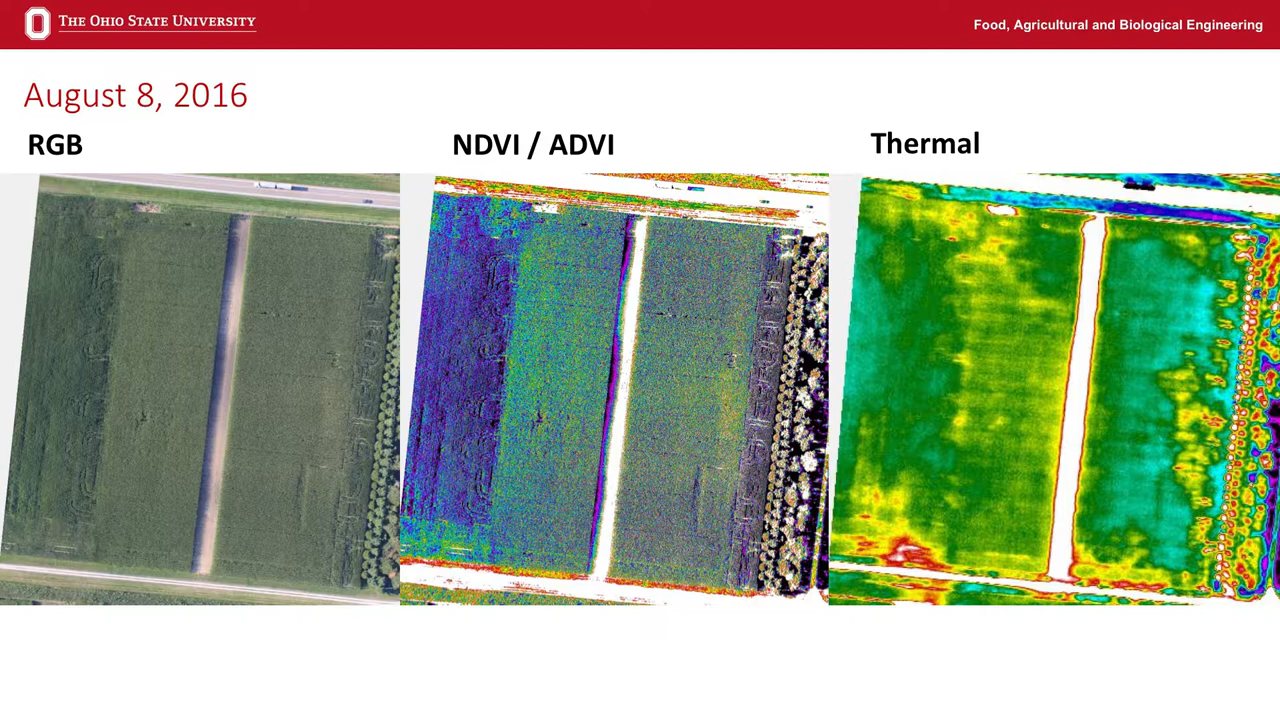 THE OHIO STATE UNIVERSITY
Food, Agricultural and Biological Engineering
August 8, 2016
RGB
NDVI / ADVI
Thermal